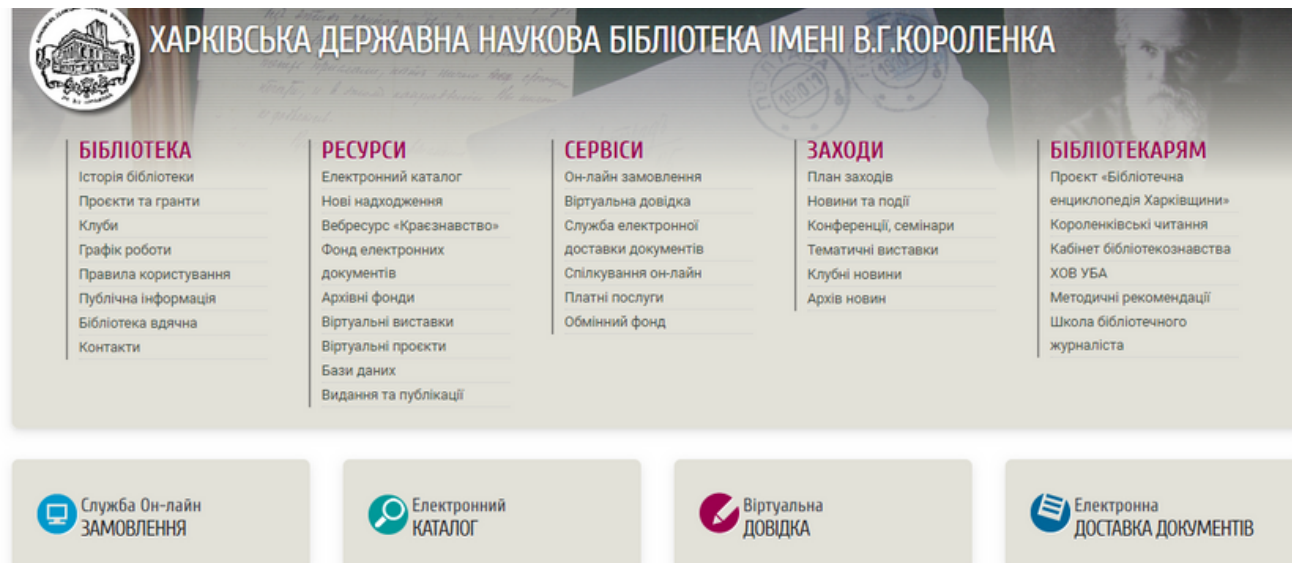 ХАРКІВСЬКА ДЕРЖАВНА НАУКОВА БІБЛІОТЕКА ІМЕНІ В.Г.КОРОЛЕНКА
БІБЛІОТЕКА
Історія бібліотеки
Проєкти та гранти
Клуби
Графік роботи
Правила користування
Публічна інформація
Бібліотека вдячна
Контакти
РЕСУРСИ
Електронний каталог
Нові надходження
Вебресурс «Краєзнавство»
Фонд електронних
документів
Архівні фонди
Віртуальні виставки
Віртуальні проєкти
Бази даних
Видання та публікації
СЕРВІСИ
Он-лайн замовлення
Віртуальна довідка
Служба електронної
доставки документів
Спілкування он-лайн
Платні послуги
Обмінний фонд
ЗАХОДИ
План заходів
Новини та події
Конференції, семінари
Тематичні виставки
Клубні новини
Архів новин
БІБЛІОТЕКАРЯМ
Проєкт «Бібліотечна
енциклопедія Харківщини»
Короленківські читання
Кабінет бібліотекознавства
ХОВ УБА
Методичні рекомендації
Школа бібліотечного
журналіста
Служба Он-лайн
ЗАМОВЛЕННЯ
Електронний
КАТАЛОГ
Віртуальна
ДОВІДКА
Електронна
ДОСТАВКА ДОКУМЕНТІВ